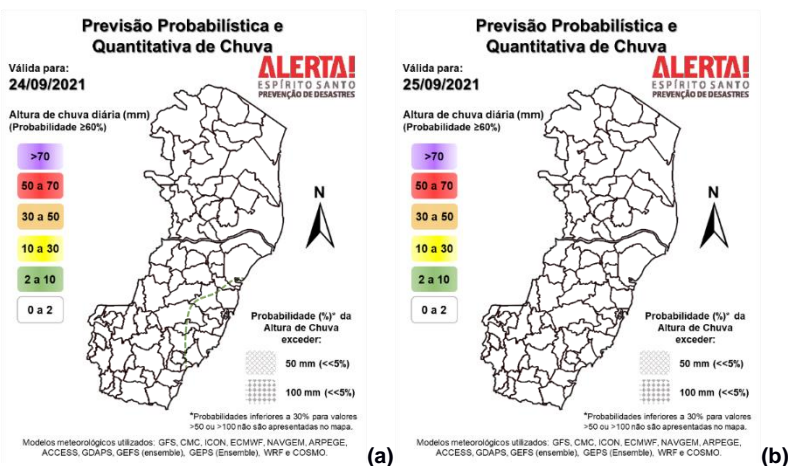 Previsão Probabilística e
Quantitativa de Chuva
Válida para:
24/09/2021
ALERTA!
ESPÍRITO SANTO
PREVENÇÃO DE DESASTRES
Altura de chuva diária (mm)
(Probabilidade ≥60%)
>70
50 a 70
30 a 50
10 a 30
2 a 10
0 a 2
N
Probabilidade (%)* da
Altura de Chuva
exceder:
50 mm (<<5%)
100 mm (<<5%)
*Probabilidades inferiores a 30% para valores
>50 ou >100 não são apresentadas no mapa.
Modelos meteorológicos utilizados: GFS, CMC, ICON, ECMWF, NAVGEM, ARPEGE,
ACCESS, GDAPS, GEFS (ensemble), GEPS (Ensemble), WRF e COSMO.
(a)
Previsão Probabilística e
Quantitativa de Chuva
Válida para:
25/09/2021
ALERTA!
ESPÍRITO SANTO
PREVENÇÃO DE DESASTRES
Altura de chuva diária (mm)
(Probabilidade ≥60%)
>70
50 a 70
30 a 50
10 a 30
2 a 10
0 a 2
N
Probabilidade (%)* da
Altura de Chuva
exceder:
50 mm (<<5%)
100 mm (<<5%)
*Probabilidades inferiores a 30% para valores
>50 ou >100 não são apresentadas no mapa.
Modelos meteorológicos utilizados: GFS, CMC, ICON, ECMWF, NAVGEM, ARPEGE,
ACCESS, GDAPS, GEFS (ensemble), GEPS (Ensemble), WRF e COSMO.
(b)